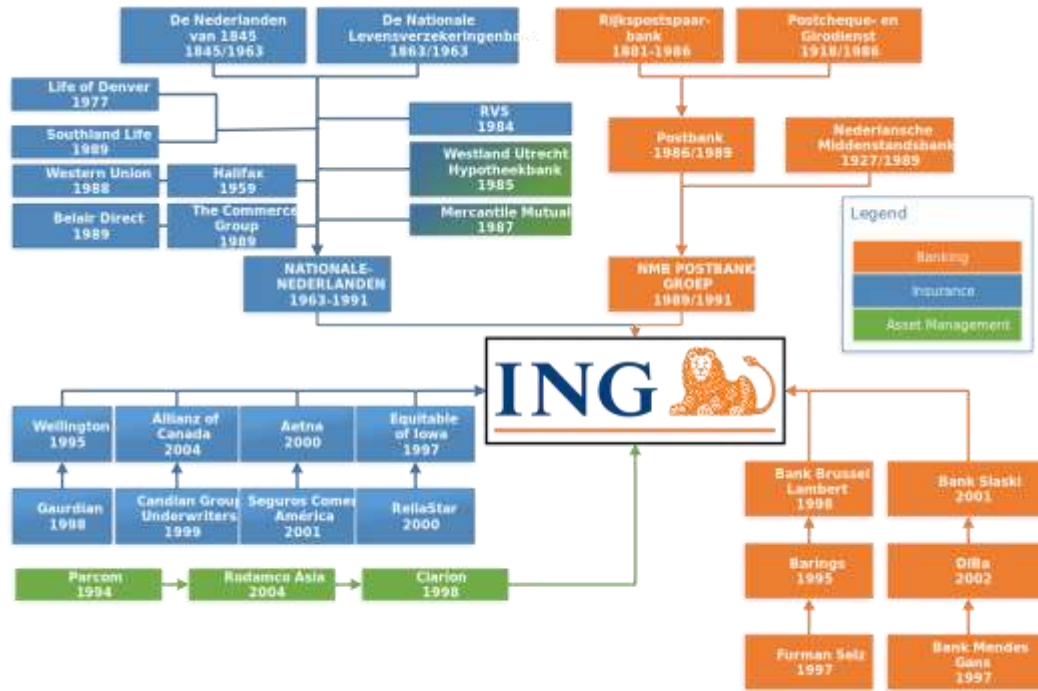 De Nederlanden
van 1845
1845/1963
De Nationale
Levensverzekeringenbe
1863/1963
Rijkspostspaar-
bank
1881-1986
Postcheque- en
Girodienst
1918/1986
Life of Denver
1977
Southland Life
1989
Western Union
1988
Halifax
1959
Belair Direct
1989
The Commerce
Group
1989
RVS
1984
Westland Utrecht
Hypotheekbank
1985
Mercantile Mutual
1987
Postbank
1986/1989
Nederlansche
Middenstandsbank
1927/1989
NATIONALE-
NEDERLANDEN
1963-1991
NMB POSTBANK
GROEP
1989/1991
Legend
Banking
Insurance
Asset Management
ING
Wellington
1995
Allianz of
Canada
2004
Aetna
2000
Equitable
of Iowa
1997
Gaurdian
1998
Candian Group
Underwriters
1999
Seguros Comer
América
2001
ReliaStar
2000
Parcom
1994
Rodamco Asia
2004
Clarion
1998
Bank Brussel
Lambert
1998
Bank Slaski
2001
Barings
1995
DiBa
2002
Furman Selz
1997
Bank Mendes
Gans
1997